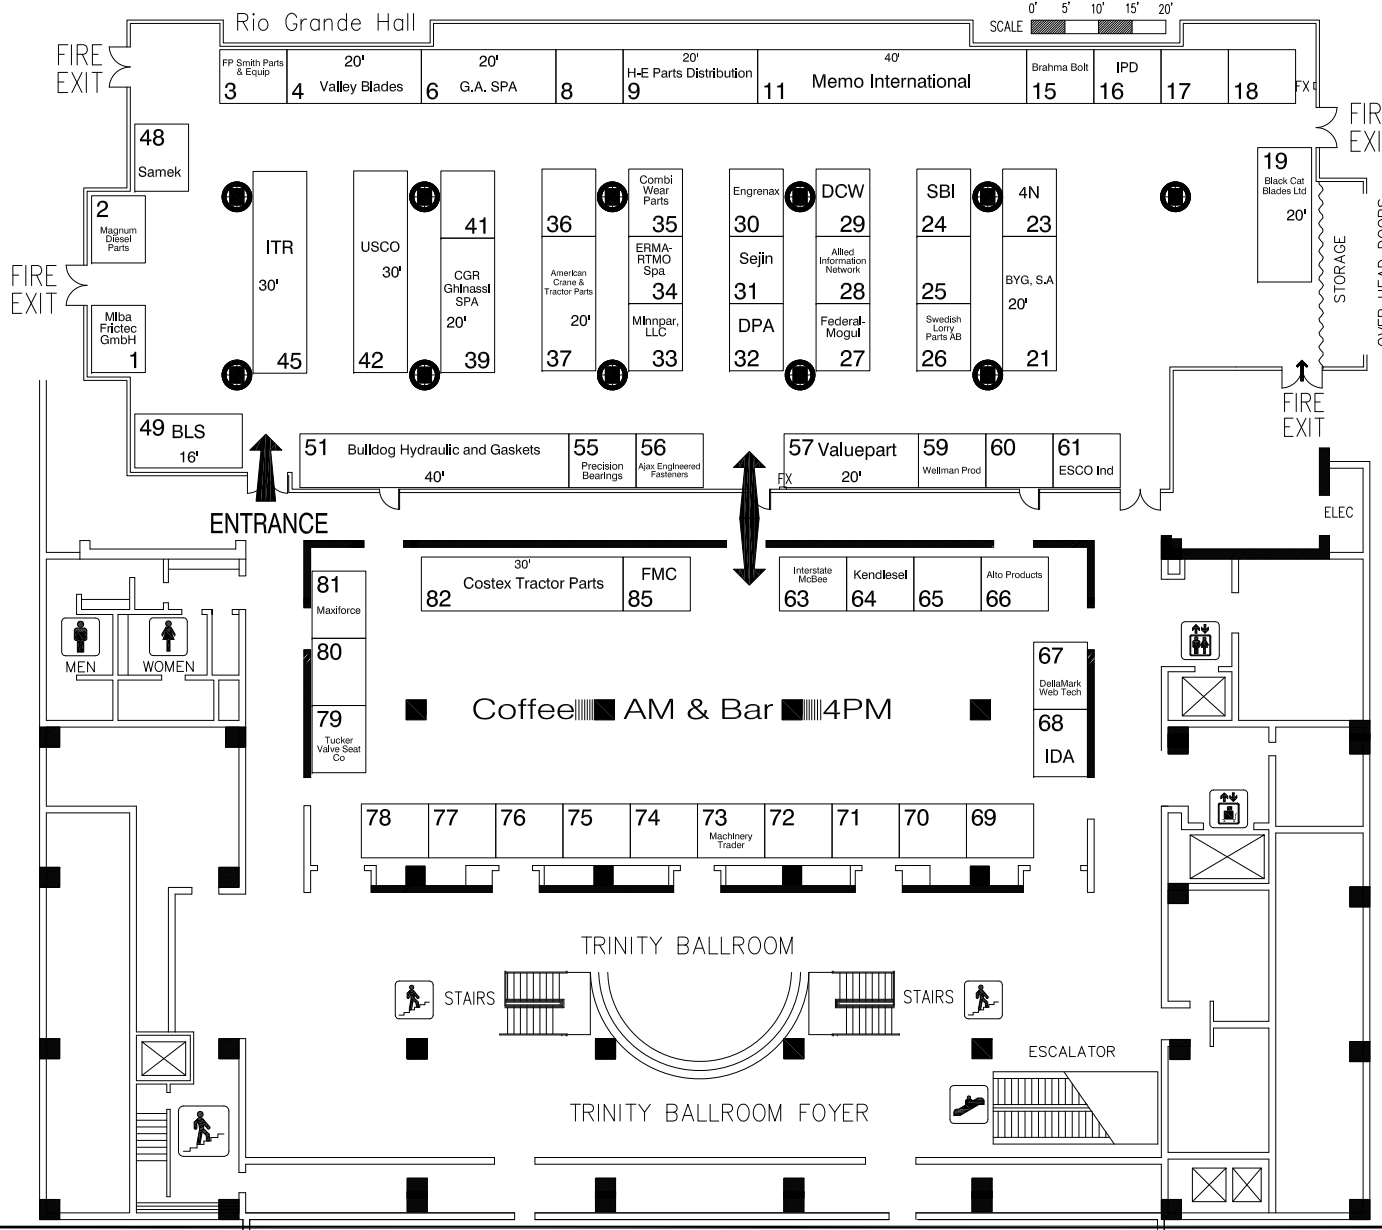 Rio Grande Hall
SCALE
0' 5' 10' 15' 20'
FIRE
EXIT
FP Smith Parts
& Equip
3
20'
4 Valley Blades
20'
6 G.A. SPA
8
20'
H-E Parts Distribution
9
40'
11 Memo International
Brahma Bolt
15
IPD
16
17
18
FX
FIR
EXI
48
Samek
2
Magnum
Diesel
Parts
FIRE
EXIT
Miba
Frictec
GmbH
1
ITR
30'
45
USCO
30'
42
41
CGR
Ghinassi
SPA
20'
39
36
American
Crane &
Tractor Parts
20'
37
Combi
Wear
Parts
35
ERMA-
RTMO
Spa
34
Minnpar,
LLC
33
Engrenax
30
Sejin
31
DPA
32
DCW
29
Allied
Information
Network
28
Federal-
Mogul
27
SBI
24
25
Swedish
Lorry
Parts AB
26
4N
23
BYG, S.A
20'
21
19
Black Cat
Blades Ltd
20'
STORAGE
OVER HEAD DOORS
FIRE
EXIT
49 BLS
16'
ENTRANCE
51 Bulldog Hydraulic and Gaskets
40'
55
Precision
Bearings
56
Ajax Engineered
Fasteners
FX
57 Valuepart
20'
59
Wellman Prod
60
61
ESCO Ind
ELEC
81
Maxiforce
80
79
Tucker
Valve Seat
Co
30'
Costex Tractor Parts
82
FMC
85
Interstate
McBee
63
Kendiesel
64
65
Alto Products
66
67
DellaMark
Web Tech
68
IDA
MEN
WOMEN
Coffee AM & Bar 4PM
78
77
76
75
74
73
Machinery
Trader
72
71
70
69
TRINITY BALLROOM
STAIRS
STAIRS
ESCALATOR
TRINITY BALLROOM FOYER